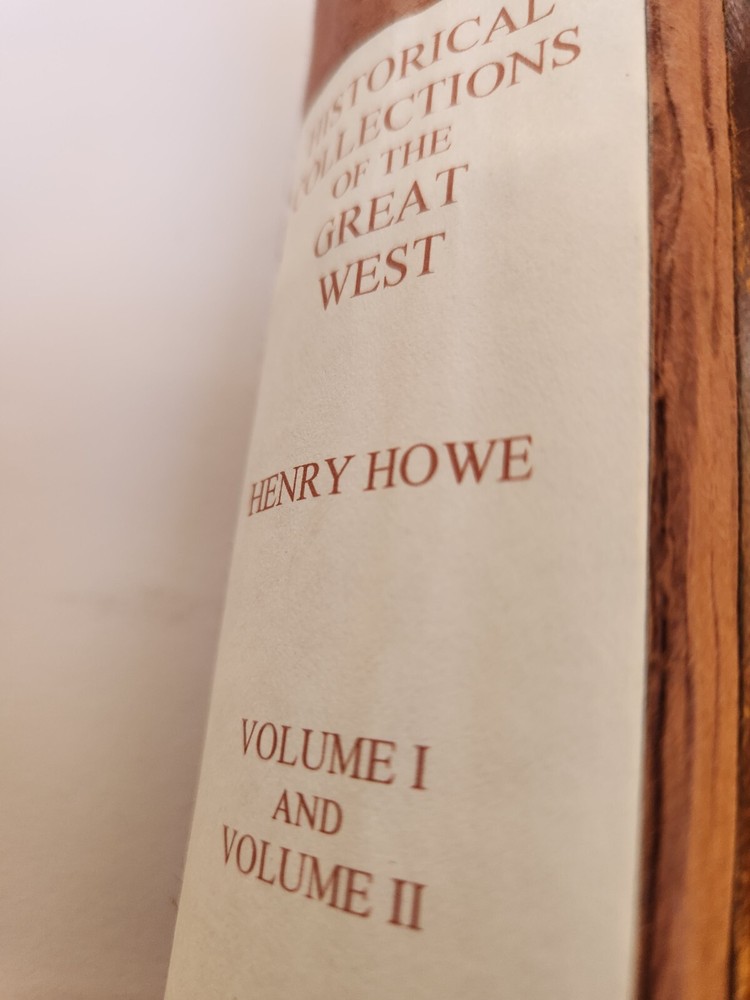 HISTORICAL
COLLECTIONS
OF THE
GREAT
WEST
HENRY HOWE
VOLUME I
AND
VOLUME II